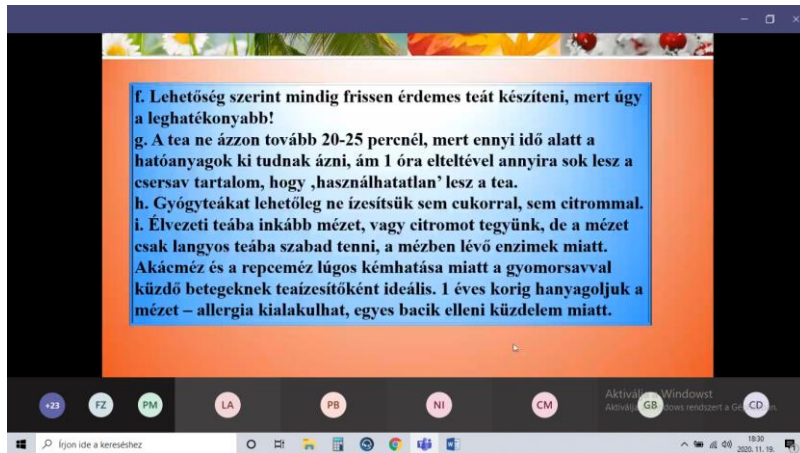 f. Lehetőség szerint mindig frissen érdemes teát készíteni, mert úgy
a leghatékonyabb!
g. A tea ne ázzon tovább 20-25 percnél, mert ennyi idő alatt a
hatóanyagok ki tudnak ázni, ám 1 óra elteltével annyira sok lesz a
csersav tartalom, hogy ‚használhatatlan’ lesz a tea.
h. Gyógyteákat lehetőleg ne ízesítsük sem cukorral, sem citrommal.
i. Élvezeti teába inkább mézet, vagy citromot tegyünk, de a mézet
csak langyos teába szabad tenni, a mézben lévő enzimek miatt.
Akácméz és a repceméz lúgos kémhatása miatt a gyomorsavval
küzdő betegeknek teaízesítőként ideális. 1 éves korig hanyagoljuk a
mézet – allergia kialakulhat, egyes bacik elleni küzdelem miatt.
+23 FZ PM LA PB NI CM GB CD
Windowst
rendszert a
Írjon ide a kereséshez
18:30
2020. 11. 19.